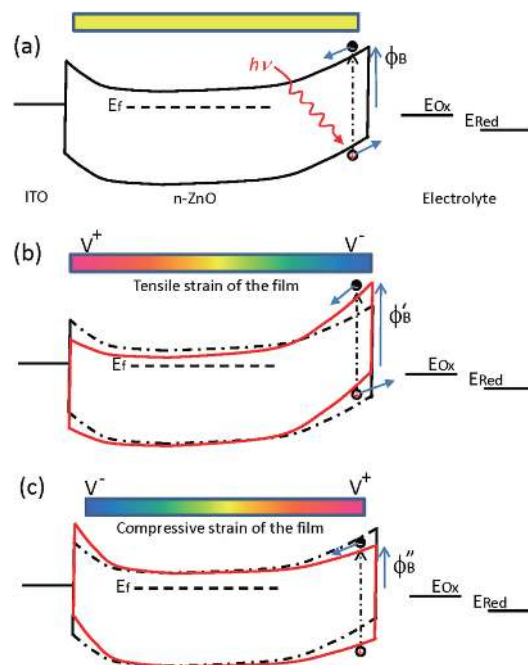 (a)
hν
ϕB
Ef
EOx
ERed
ITO
n-ZnO
Electrolyte
(b)
V+
V-
Tensile strain of the film
ϕ'B
Ef
EOx
ERed
(c)
V-
V+
Compressive strain of the film
ϕ''B
Ef
EOx
ERed